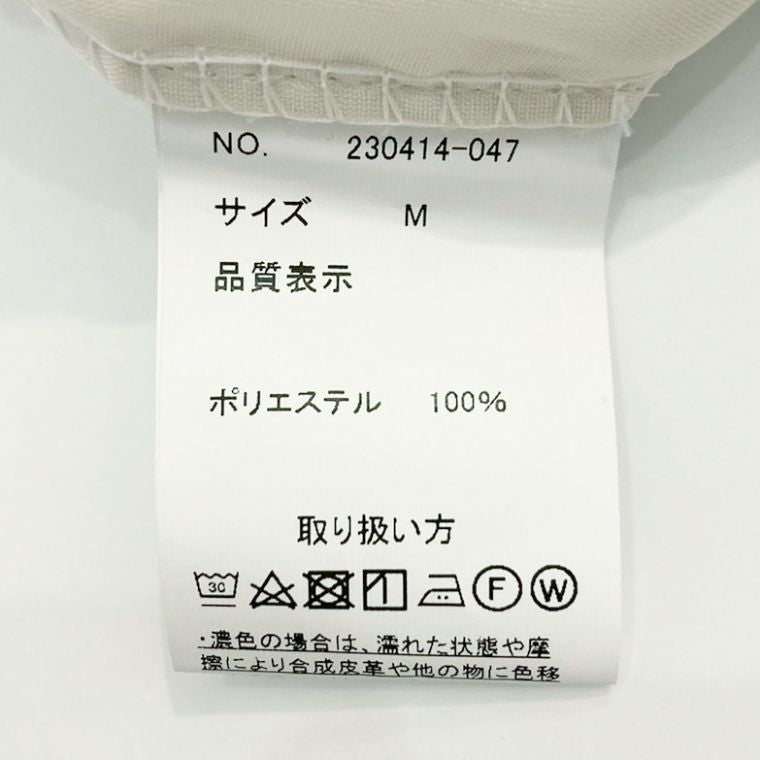 NO. 230414-047
サイズ M
品質表示
ポリエステル 100%
取り扱い方
30 F W
・濃色の場合は、濡れた状態や摩
擦により合成皮革や他の物に色移